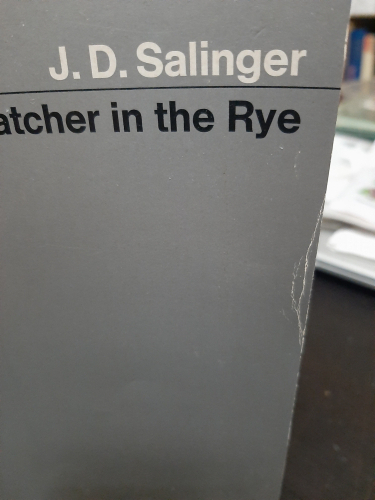 J. D. Salinger
atcher in the Rye